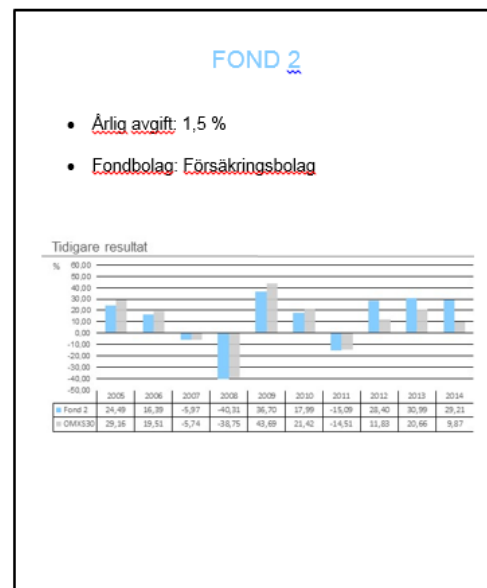 FOND 2
• Årlig avgift: 1,5 %
• Fondbolag: Försäkringsbolag
Tidigare resultat
%
60,00
50,00
40,00
30,00
20,00
10,00
0,00
-10,00
-20,00
-30,00
-40,00
-50,00
2005 2006 2007 2008 2009 2010 2011 2012 2013 2014
Fond 2 24,49 16,39 -5,97 -40,31 36,70 17,99 -15,09 28,40 30,99 29,21
OMXS30 29,16 19,51 -5,74 -38,75 43,69 21,42 -14,51 11,83 20,66 9,87